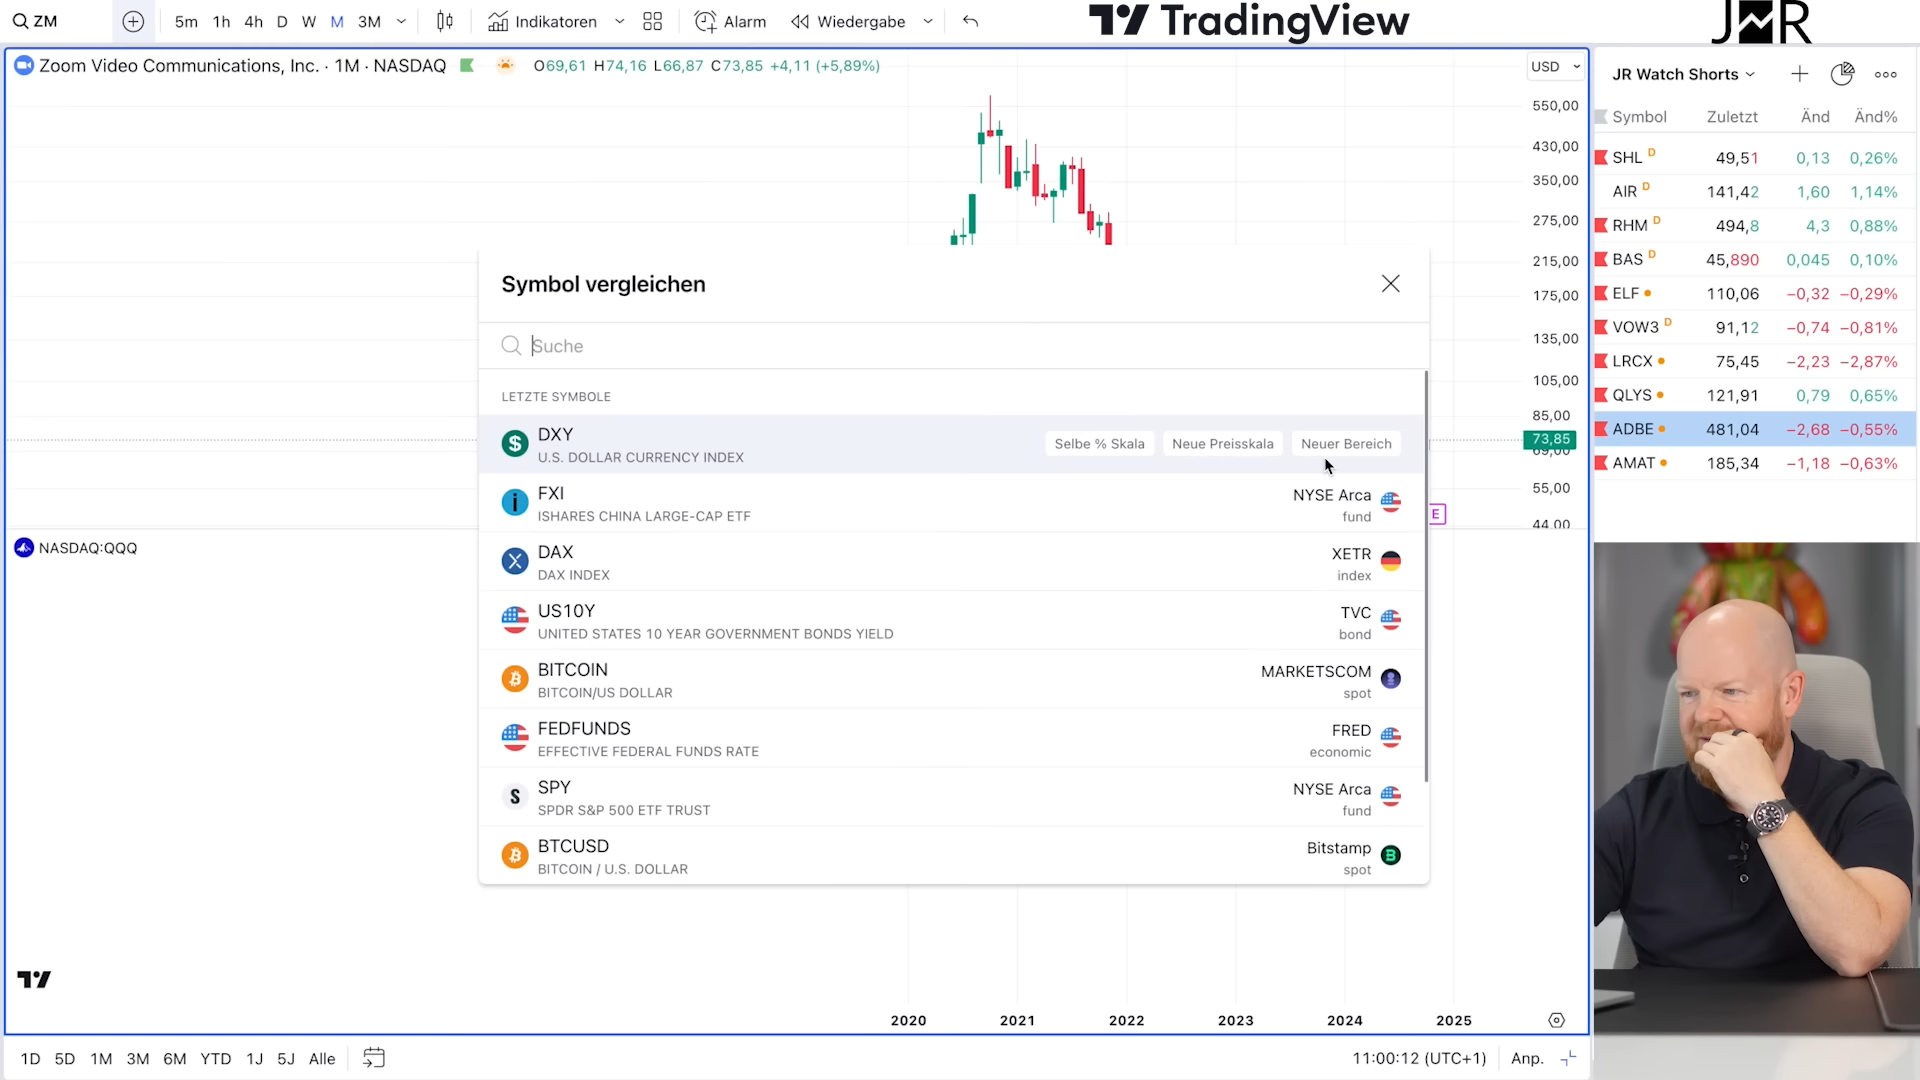 ZM
5m 1h 4h D W M 3M
Indikatoren
Alarm
Wiedergabe
TradingView
JR
Zoom Video Communications, Inc. · 1M · NASDAQ
O69,61 H74,16 L66,87 C73,85 +4,11 (+5,89%)
USD
550,00
430,00
350,00
275,00
215,00
175,00
135,00
105,00
85,00
73,85
69,00
55,00
44,00
E
NASDAQ:QQQ
Symbol vergleichen
Suche
LETZTE SYMBOLE
$
DXY
U.S. DOLLAR CURRENCY INDEX
Selbe % Skala
Neue Preisskala
Neuer Bereich
i
FXI
ISHARES CHINA LARGE-CAP ETF
NYSE Arca
fund
DAX
DAX INDEX
XETR
index
US10Y
UNITED STATES 10 YEAR GOVERNMENT BONDS YIELD
TVC
bond
BITCOIN
BITCOIN/US DOLLAR
MARKETSCOM
spot
FEDFUNDS
EFFECTIVE FEDERAL FUNDS RATE
FRED
economic
S
SPY
SPDR S&P 500 ETF TRUST
NYSE Arca
fund
BTCUSD
BITCOIN / U.S. DOLLAR
Bitstamp
spot
2020 2021 2022 2023 2024 2025
1D 5D 1M 3M 6M YTD 1J 5J Alle
11:00:12 (UTC+1)
Anp.
JR Watch Shorts
Symbol Zuletzt Änd Änd%
SHL D 49,51 0,13 0,26%
AIR D 141,42 1,60 1,14%
RHM D 494,8 4,3 0,88%
BAS D 45,890 0,045 0,10%
ELF 110,06 −0,32 −0,29%
VOW3 D 91,12 −0,74 −0,81%
LRCX 75,45 −2,23 −2,87%
QLYS 121,91 0,79 0,65%
ADBE 481,04 −2,68 −0,55%
AMAT 185,34 −1,18 −0,63%